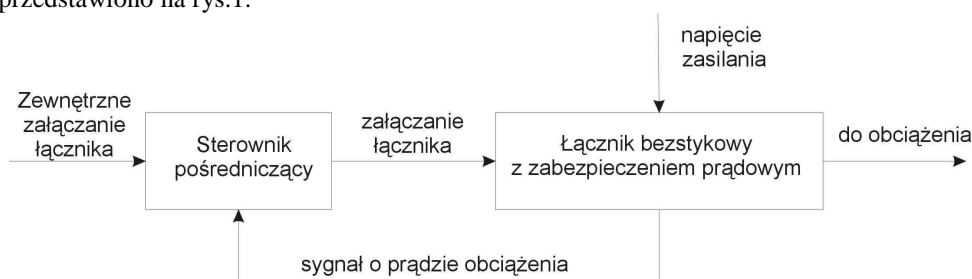 przedstawiono na rys.1.
napięcie
zasilania
Zewnętrzne
załączanie
łącznika
Sterownik
pośredniczący
załączanie
łącznika
Łącznik bezstykowy
z zabezpieczeniem prądowym
do obciążenia
sygnał o prądzie obciążenia